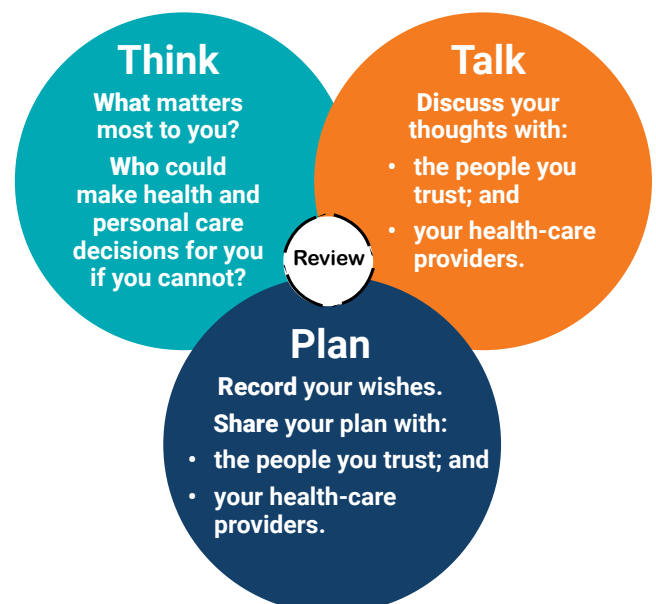 Think
What matters
most to you?
Who could
make health and
personal care
decisions for you
if you cannot?
Talk
Discuss your
thoughts with:
• the people you
trust; and
• your health-care
providers.
Review
Plan
Record your wishes.
Share your plan with:
• the people you trust; and
• your health-care
providers.